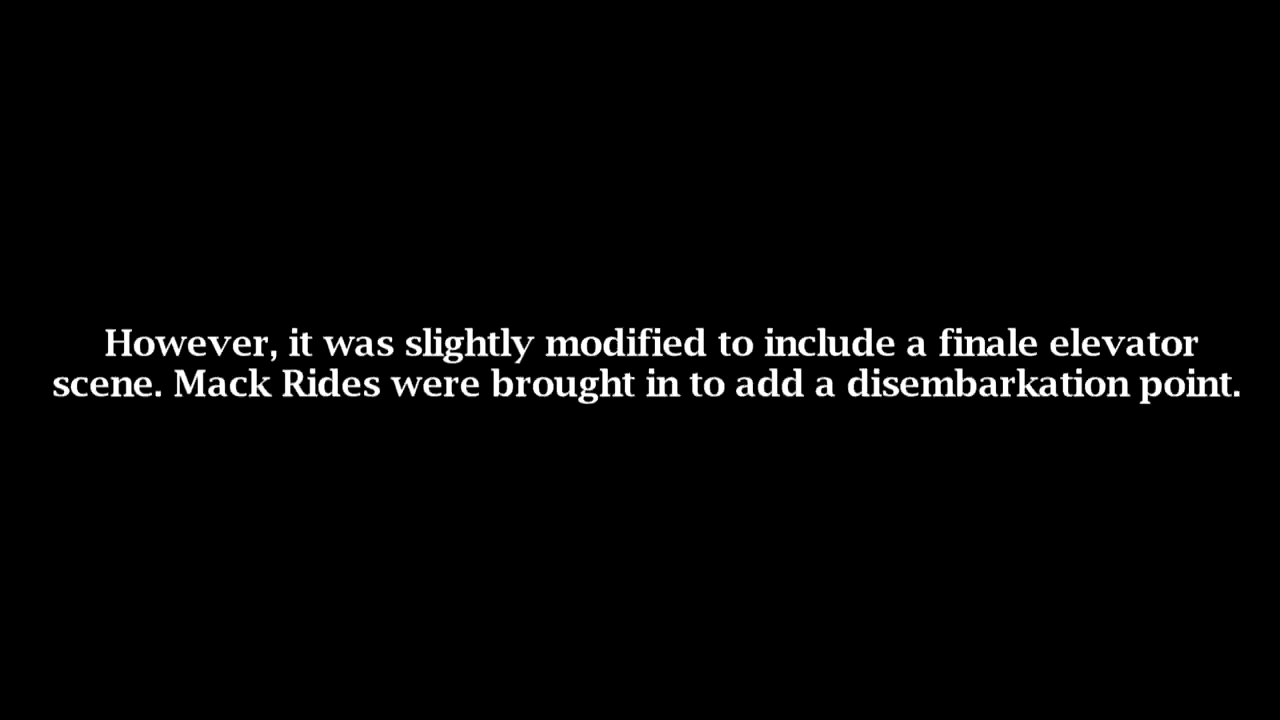 However, it was slightly modified to include a finale elevator
scene. Mack Rides were brought in to add a disembarkation point.